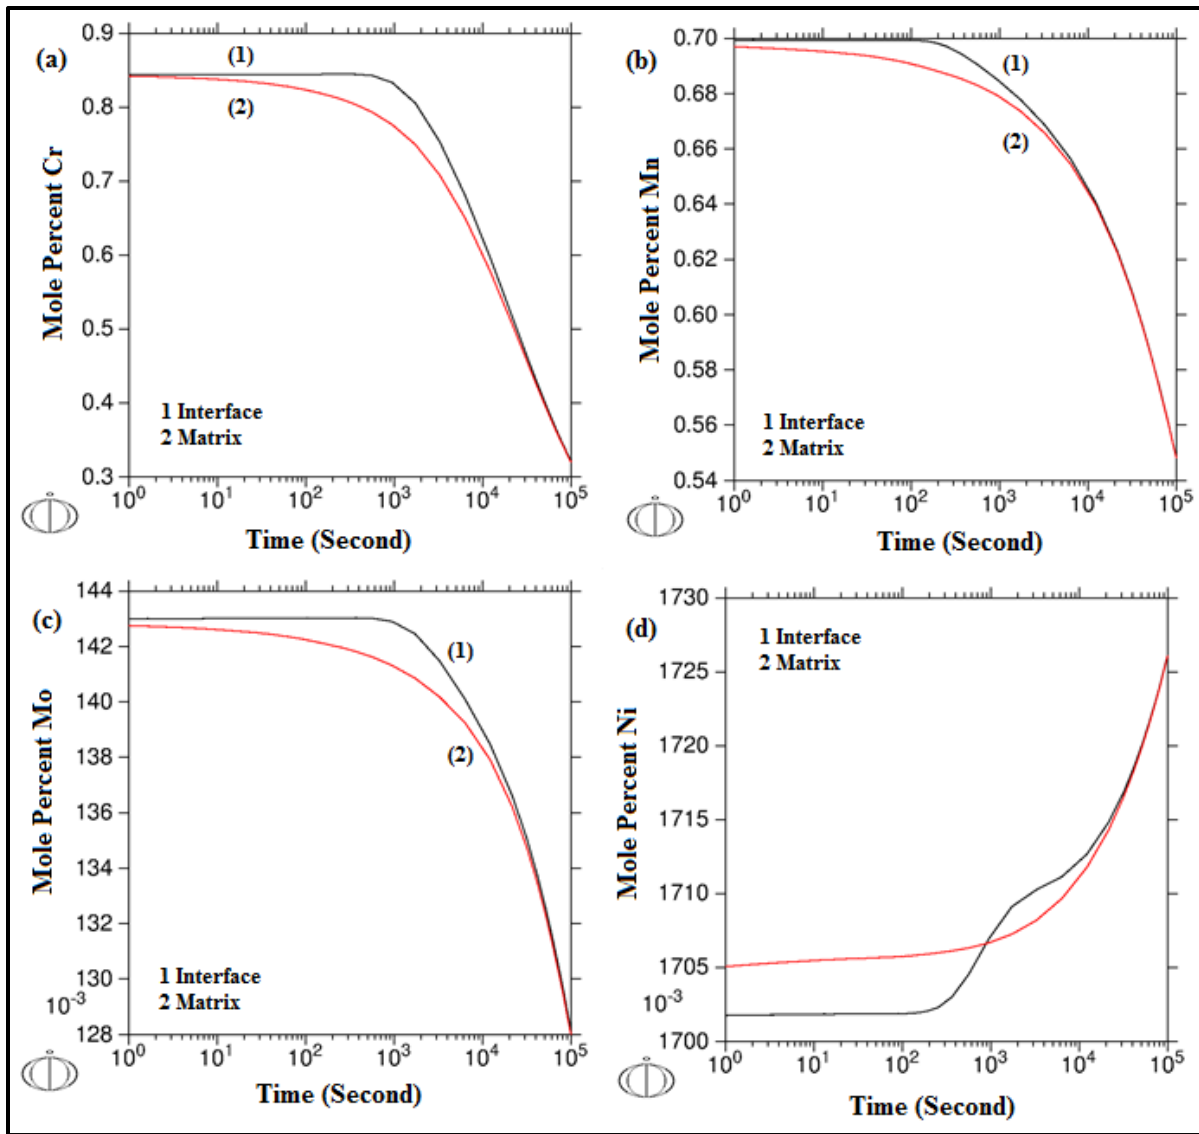 (a)
0.9
0.8
0.7
0.6
0.5
0.4
0.3
Mole Percent Cr
(1)
(2)
1 Interface
2 Matrix
10^0 10^1 10^2 10^3 10^4 10^5
Time (Second)
(b)
0.70
0.68
0.66
0.64
0.62
0.60
0.58
0.56
0.54
Mole Percent Mn
(1)
(2)
1 Interface
2 Matrix
10^0 10^1 10^2 10^3 10^4 10^5
Time (Second)
(c)
144
142
140
138
136
134
132
130
10^-3
128
Mole Percent Mo
(1)
(2)
1 Interface
2 Matrix
10^0 10^1 10^2 10^3 10^4 10^5
Time (Second)
(d)
1730
1725
1720
1715
1710
1705
10^-3
1700
Mole Percent Ni
1 Interface
2 Matrix
10^0 10^1 10^2 10^3 10^4 10^5
Time (Second)